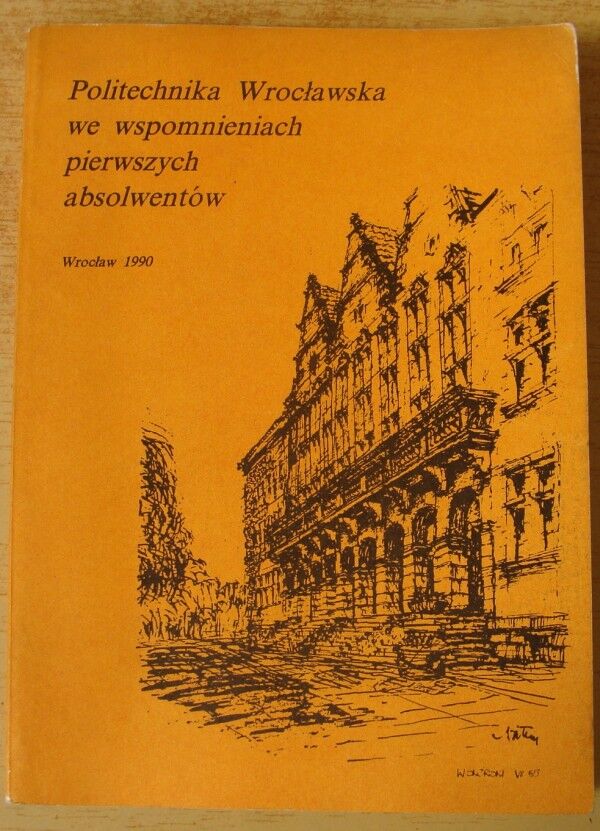 Politechnika Wrocławska
we wspomnieniach
pierwszych
absolwentów
Wrocław 1990